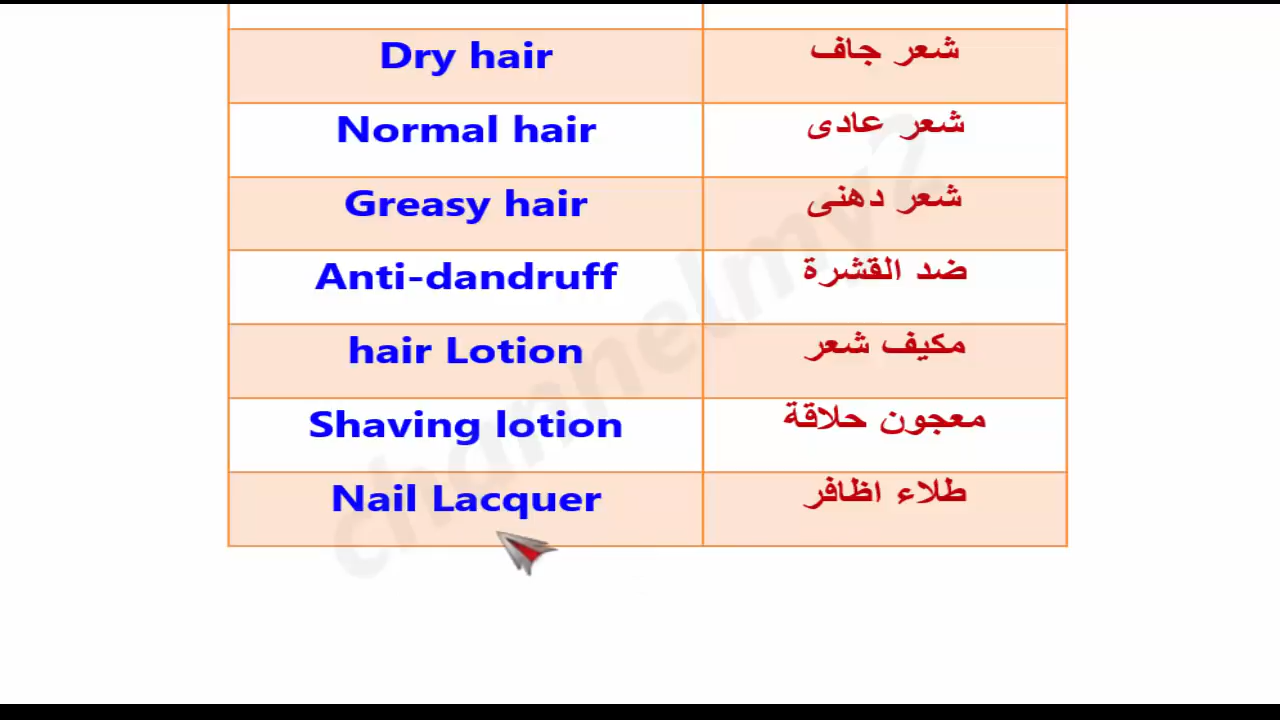 Dry hair شعر جاف
Normal hair شعر عادى
Greasy hair شعر دهنى
Anti-dandruff ضد القشرة
hair Lotion مكيف شعر
Shaving lotion معجون حلاقة
Nail Lacquer طلاء اظافر
channelmy2